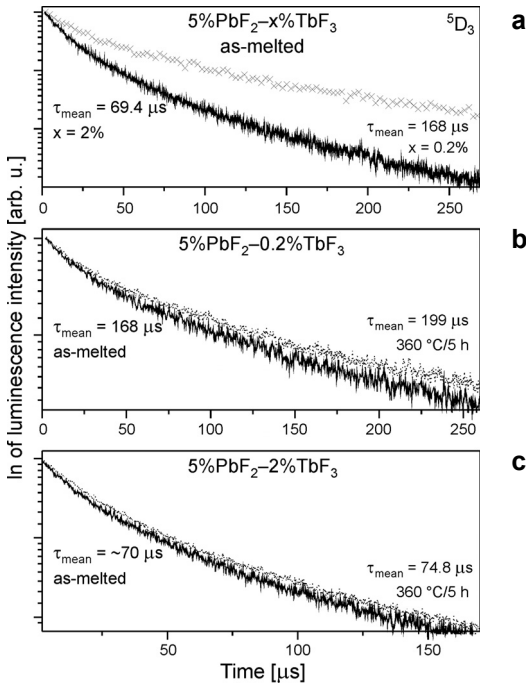 a
5%PbF₂–x%TbF₃
as-melted
⁵D₃
τmean = 69.4 μs
x = 2%
τmean = 168 μs
x = 0.2%
0 50 100 150 200 250
b
5%PbF₂–0.2%TbF₃
τmean = 168 μs
as-melted
τmean = 199 μs
360 °C/5 h
0 50 100 150 200 250
c
5%PbF₂–2%TbF₃
τmean = ~70 μs
as-melted
τmean = 74.8 μs
360 °C/5 h
50 100 150
Time [μs]
ln of luminescence intensity [arb. u.]